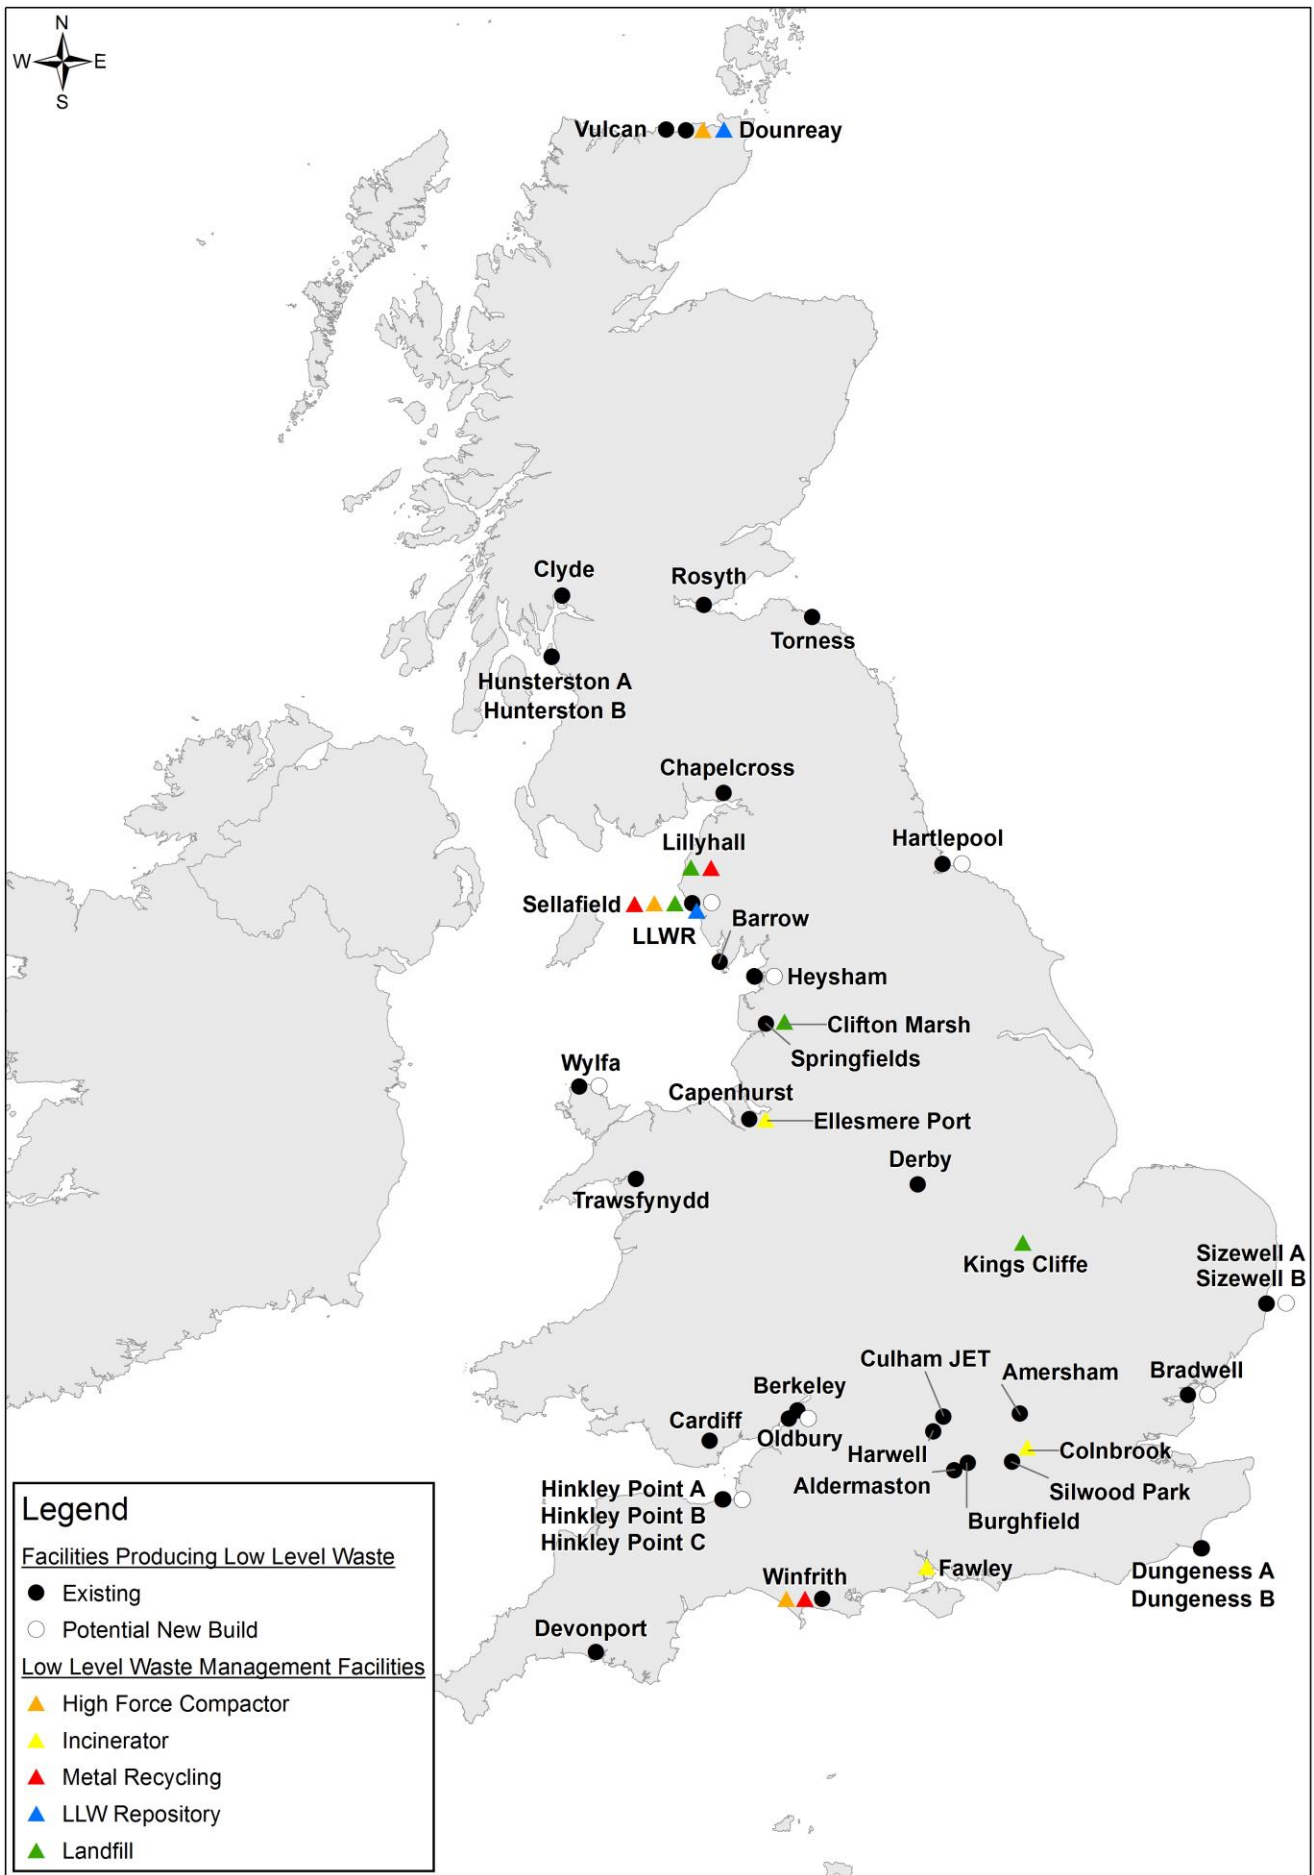 N
W E
S
Vulcan Dounreay
Clyde
Rosyth
Torness
Hunsterston A
Hunterston B
Chapelcross
Lillyhall
Hartlepool
Sellafield
LLWR
Barrow
Heysham
Clifton Marsh
Springfields
Wylfa
Capenhurst
Ellesmere Port
Derby
Trawsfynydd
Kings Cliffe
Sizewell A
Sizewell B
Culham JET
Amersham
Bradwell
Berkeley
Oldbury
Cardiff
Harwell
Colnbrook
Aldermaston
Silwood Park
Burghfield
Hinkley Point A
Hinkley Point B
Hinkley Point C
Fawley
Winfrith
Dungeness A
Dungeness B
Devonport
Legend
Facilities Producing Low Level Waste
Existing
Potential New Build
Low Level Waste Management Facilities
High Force Compactor
Incinerator
Metal Recycling
LLW Repository
Landfill